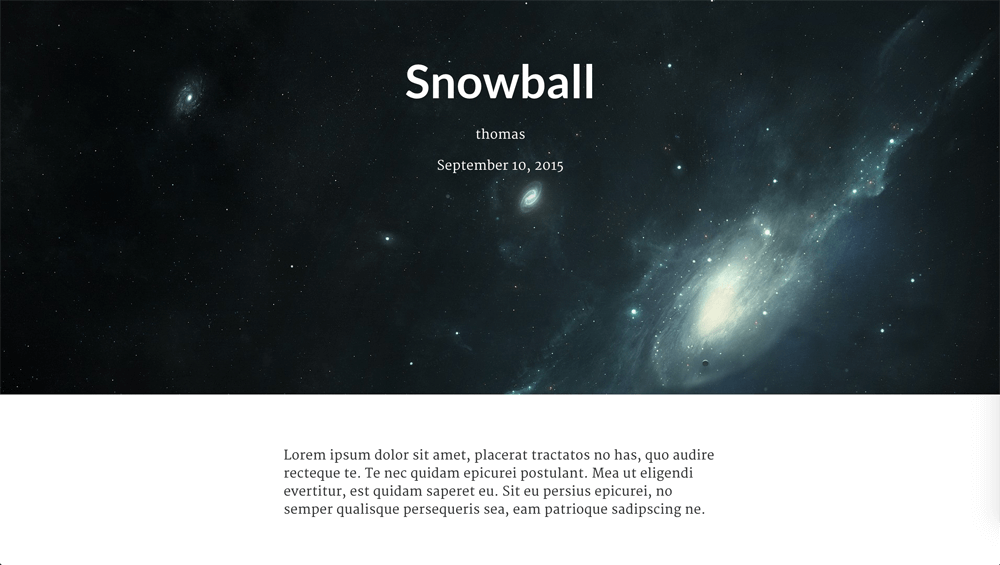 Snowball
thomas
September 10, 2015
Lorem ipsum dolor sit amet, placerat tractatos no has, quo audire
recteque te. Te nec quidam epicurei postulant. Mea ut eligendi
evertitur, est quidam saperet eu. Sit eu persius epicurei, no
semper qualisque persequeris sea, eam patrioque sadipscing ne.